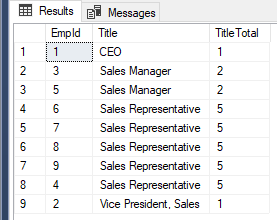 Results Messages
EmpId Title TitleTotal
1 1 CEO 1
2 3 Sales Manager 2
3 5 Sales Manager 2
4 6 Sales Representative 5
5 7 Sales Representative 5
6 8 Sales Representative 5
7 9 Sales Representative 5
8 4 Sales Representative 5
9 2 Vice President, Sales 1